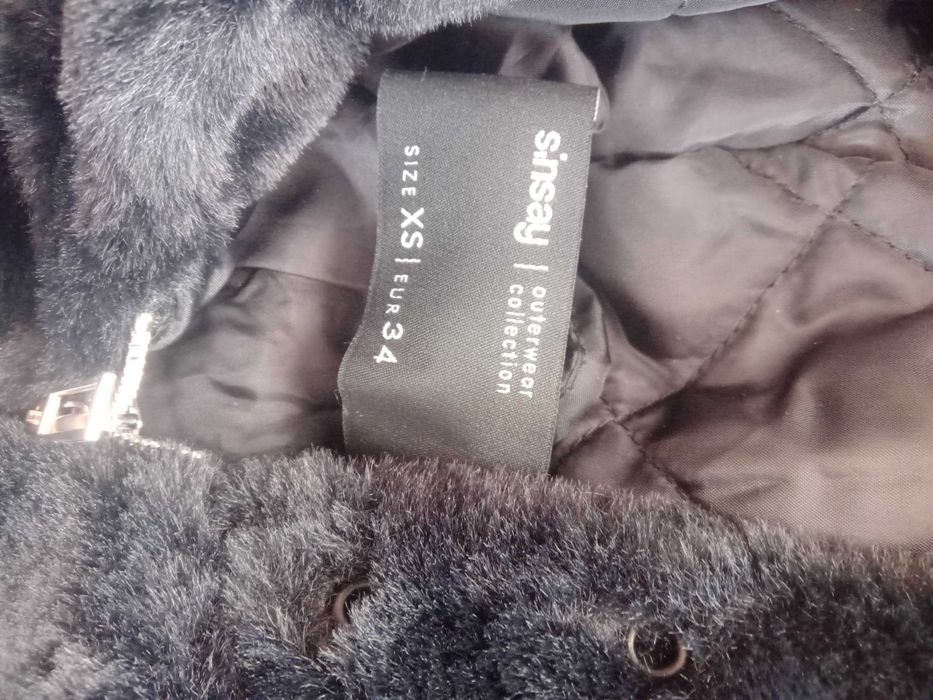 sinsay | outerwear
collection
SIZE XS | EUR 34